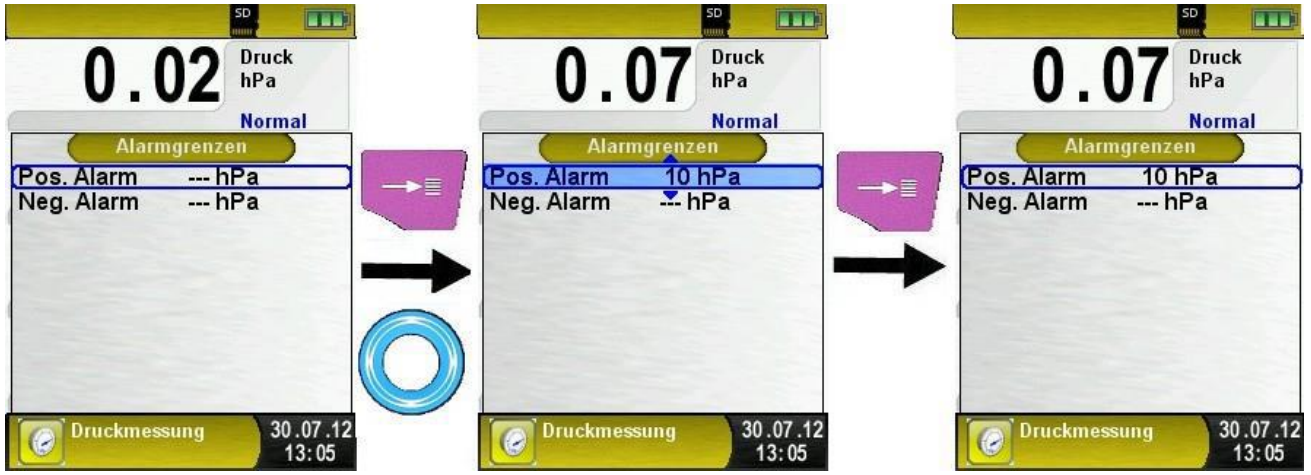 SD
0.02
Druck
hPa
Normal
Alarmgrenzen
Pos. Alarm --- hPa
Neg. Alarm --- hPa
Druckmessung
30.07.12
13:05
SD
0.07
Druck
hPa
Normal
Alarmgrenzen
Pos. Alarm 10 hPa
Neg. Alarm --- hPa
Druckmessung
30.07.12
13:05
SD
0.07
Druck
hPa
Normal
Alarmgrenzen
Pos. Alarm 10 hPa
Neg. Alarm --- hPa
Druckmessung
30.07.12
13:05